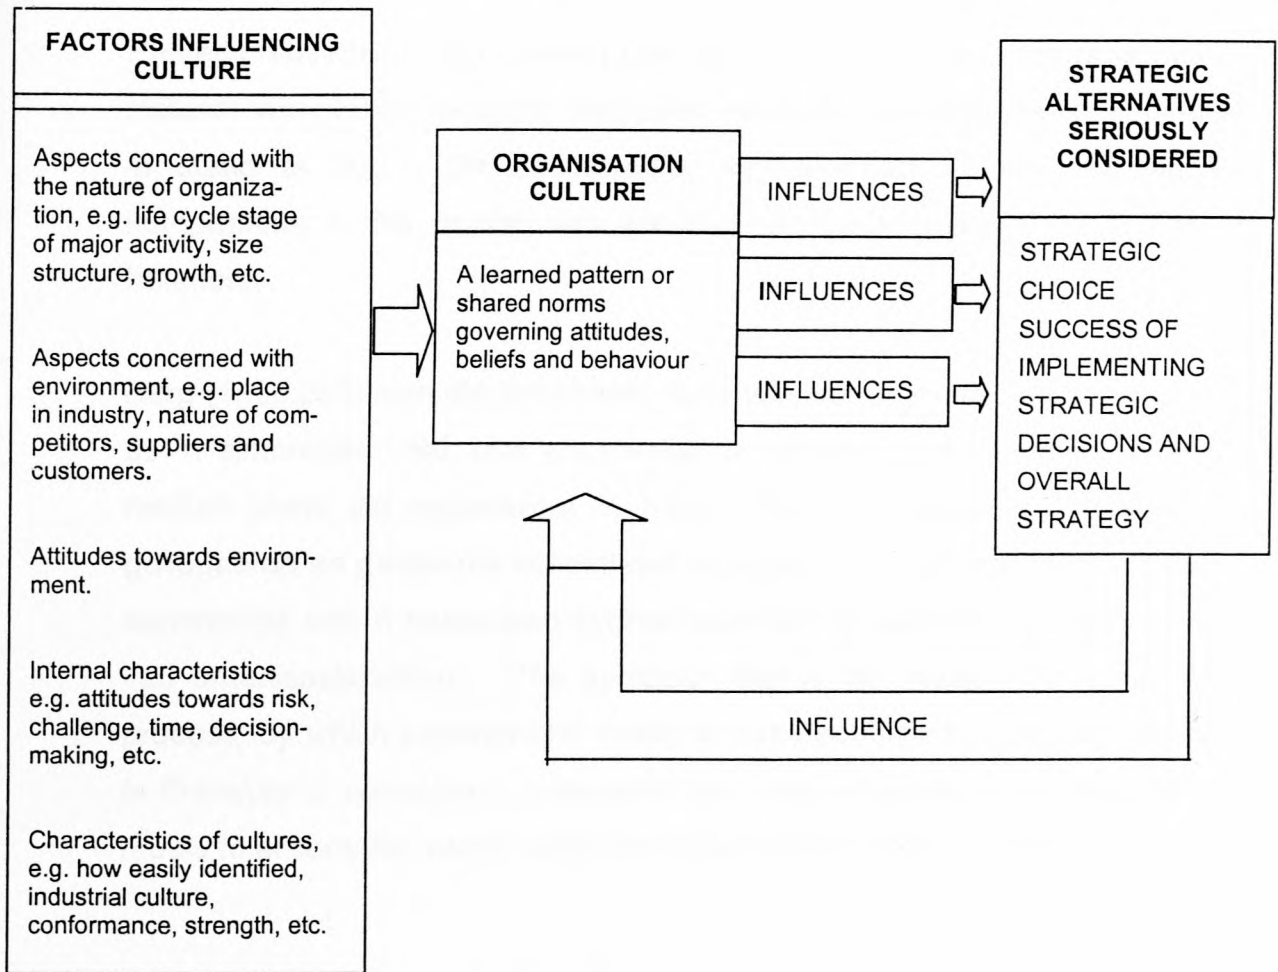 FACTORS INFLUENCING
CULTURE
Aspects concerned with
the nature of organiza-
tion, e.g. life cycle stage
of major activity, size
structure, growth, etc.
Aspects concerned with
environment, e.g. place
in industry, nature of com-
petitors, suppliers and
customers.
Attitudes towards environ-
ment.
Internal characteristics
e.g. attitudes towards risk,
challenge, time, decision-
making, etc.
Characteristics of cultures,
e.g. how easily identified,
industrial culture,
conformance, strength, etc.
ORGANISATION
CULTURE
A learned pattern or
shared norms
governing attitudes,
beliefs and behaviour
INFLUENCES
INFLUENCES
INFLUENCES
STRATEGIC
ALTERNATIVES
SERIOUSLY
CONSIDERED
STRATEGIC
CHOICE
SUCCESS OF
IMPLEMENTING
STRATEGIC
DECISIONS AND
OVERALL
STRATEGY
INFLUENCE